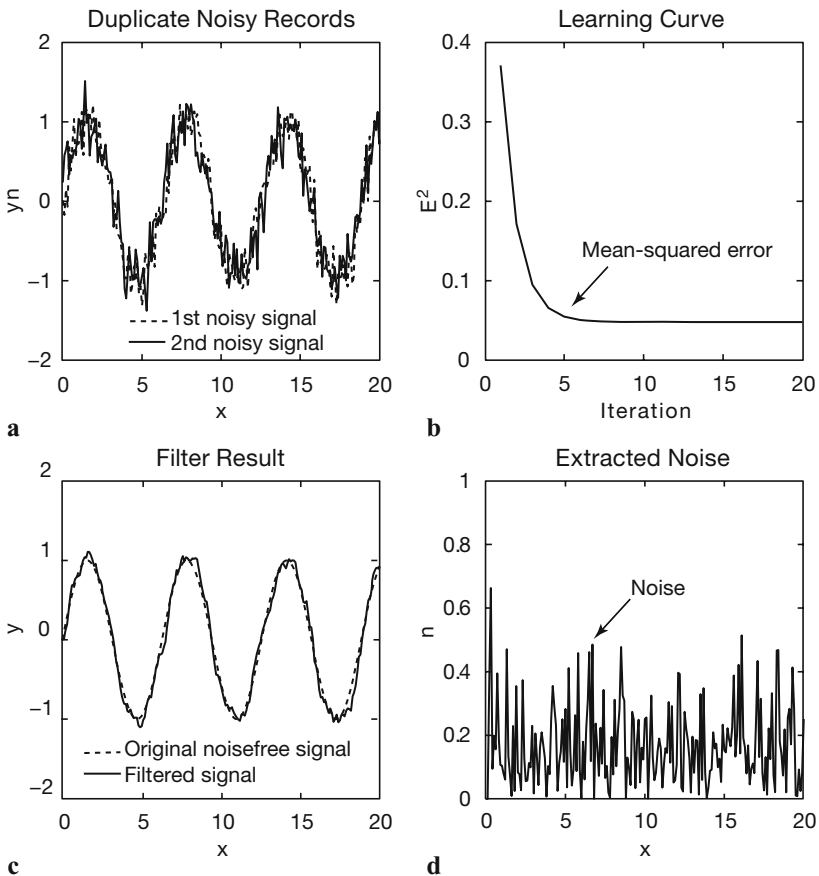 Duplicate Noisy Records
2
1
0
−1
−2
yn
1st noisy signal
2nd noisy signal
0 5 10 15 20
x
a
Learning Curve
0.4
0.3
0.2
0.1
0
E²
Mean-squared error
0 5 10 15 20
Iteration
b
Filter Result
2
1
0
−1
−2
y
Original noisefree signal
Filtered signal
0 5 10 15 20
x
c
Extracted Noise
1
0.8
0.6
0.4
0.2
0
n
Noise
0 5 10 15 20
x
d